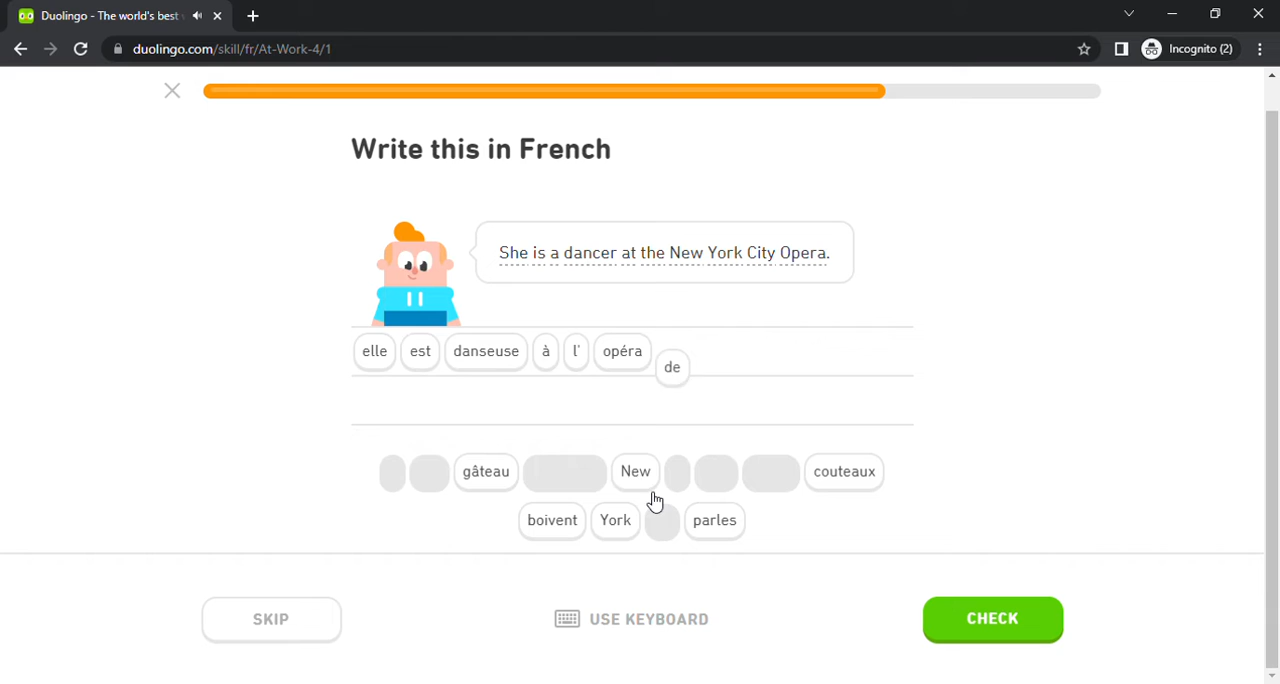 Duolingo - The world's best
duolingo.com/skill/fr/At-Work-4/1
Incognito (2)
Write this in French
She is a dancer at the New York City Opera.
elle est danseuse à l' opéra de
gâteau New couteaux
boivent York parles
SKIP
USE KEYBOARD
CHECK